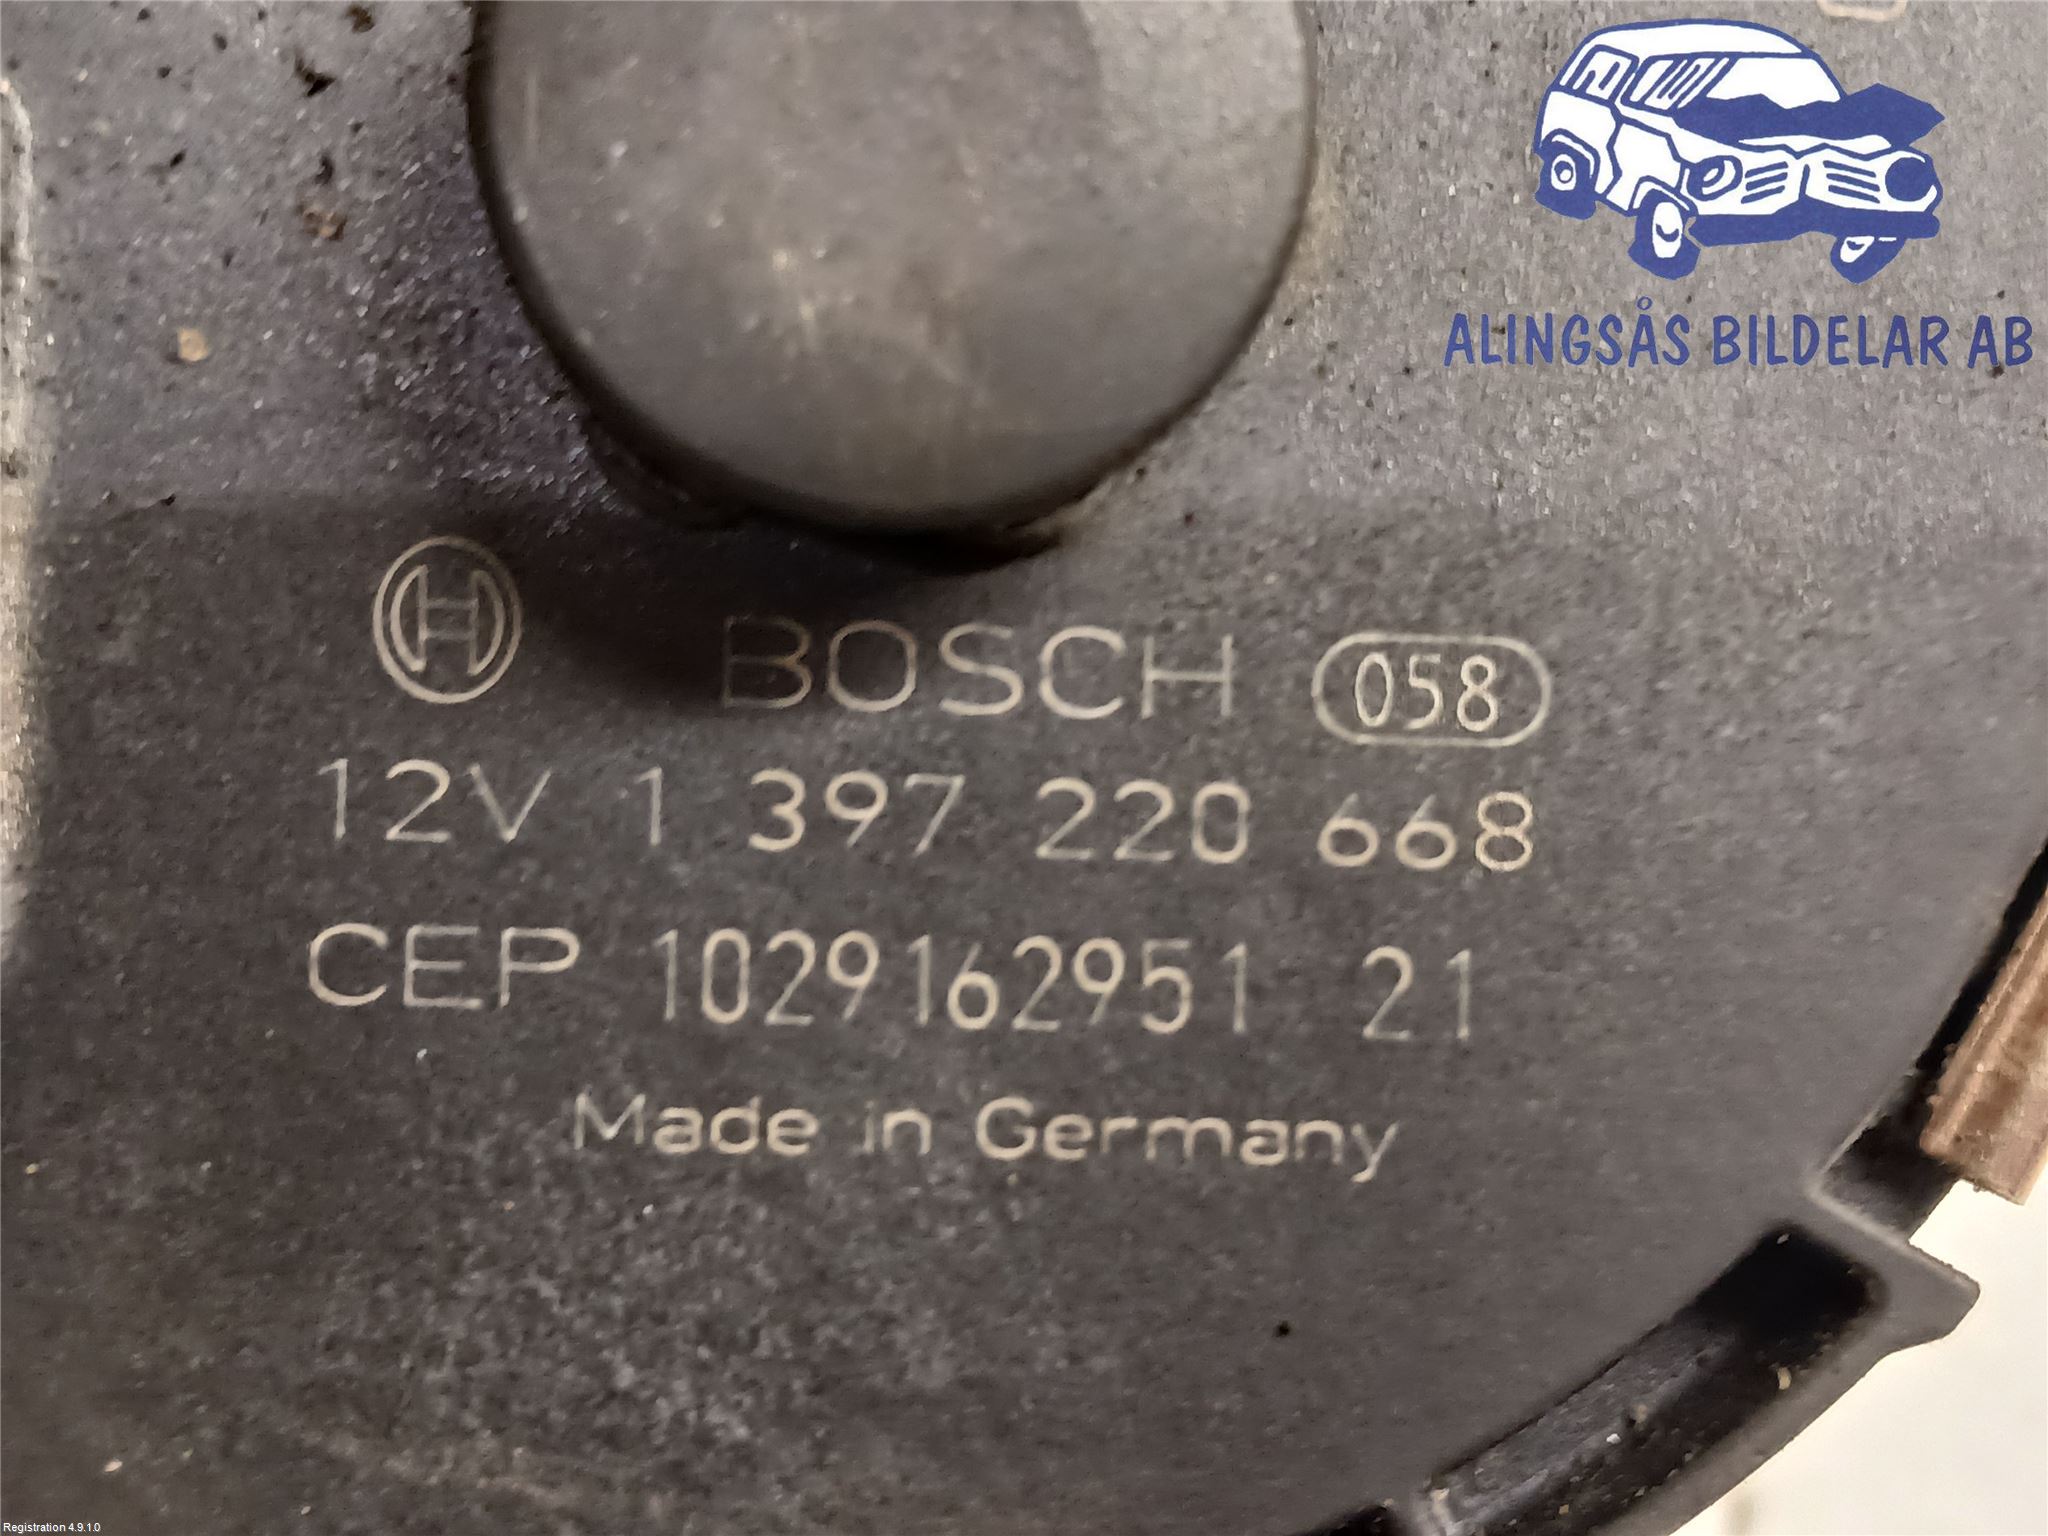 ALINGSÅS BILDELAR AB
BOSCH 058
12V 1 397 220 668
CEP 1029162951 21
Made in Germany
Registration 4.9.1.0